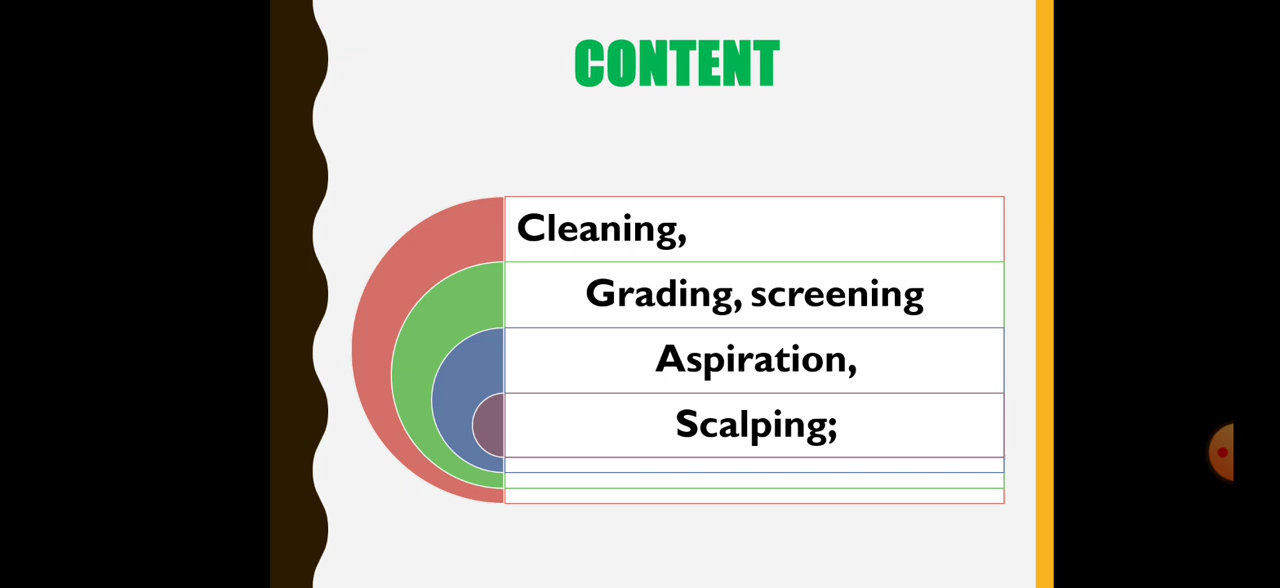 CONTENT
Cleaning,
Grading, screening
Aspiration,
Scalping;